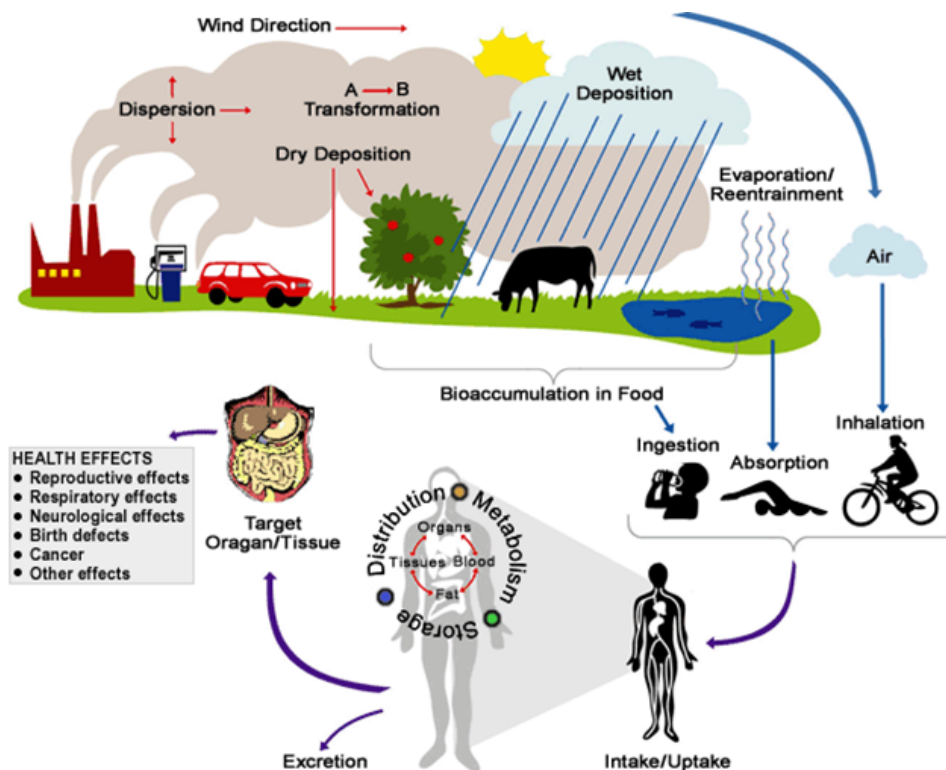 Wind Direction
Wet
Deposition
A → B
Transformation
Dispersion
Dry Deposition
Evaporation/
Reentrainment
Air
Bioaccumulation in Food
Ingestion
Absorption
Inhalation
HEALTH EFFECTS
● Reproductive effects
● Respiratory effects
● Neurological effects
● Birth defects
● Cancer
● Other effects
Target
Oragan/Tissue
Distribution
Metabolism
Storage
Organs
Tissues
Blood
Fat
Excretion
Intake/Uptake